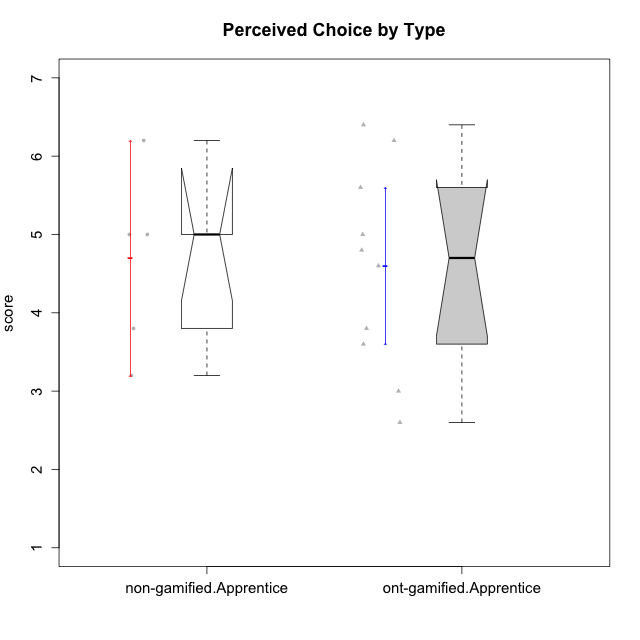 Perceived Choice by Type
7
6
5
4
3
2
1
score
non-gamified.Apprentice
ont-gamified.Apprentice